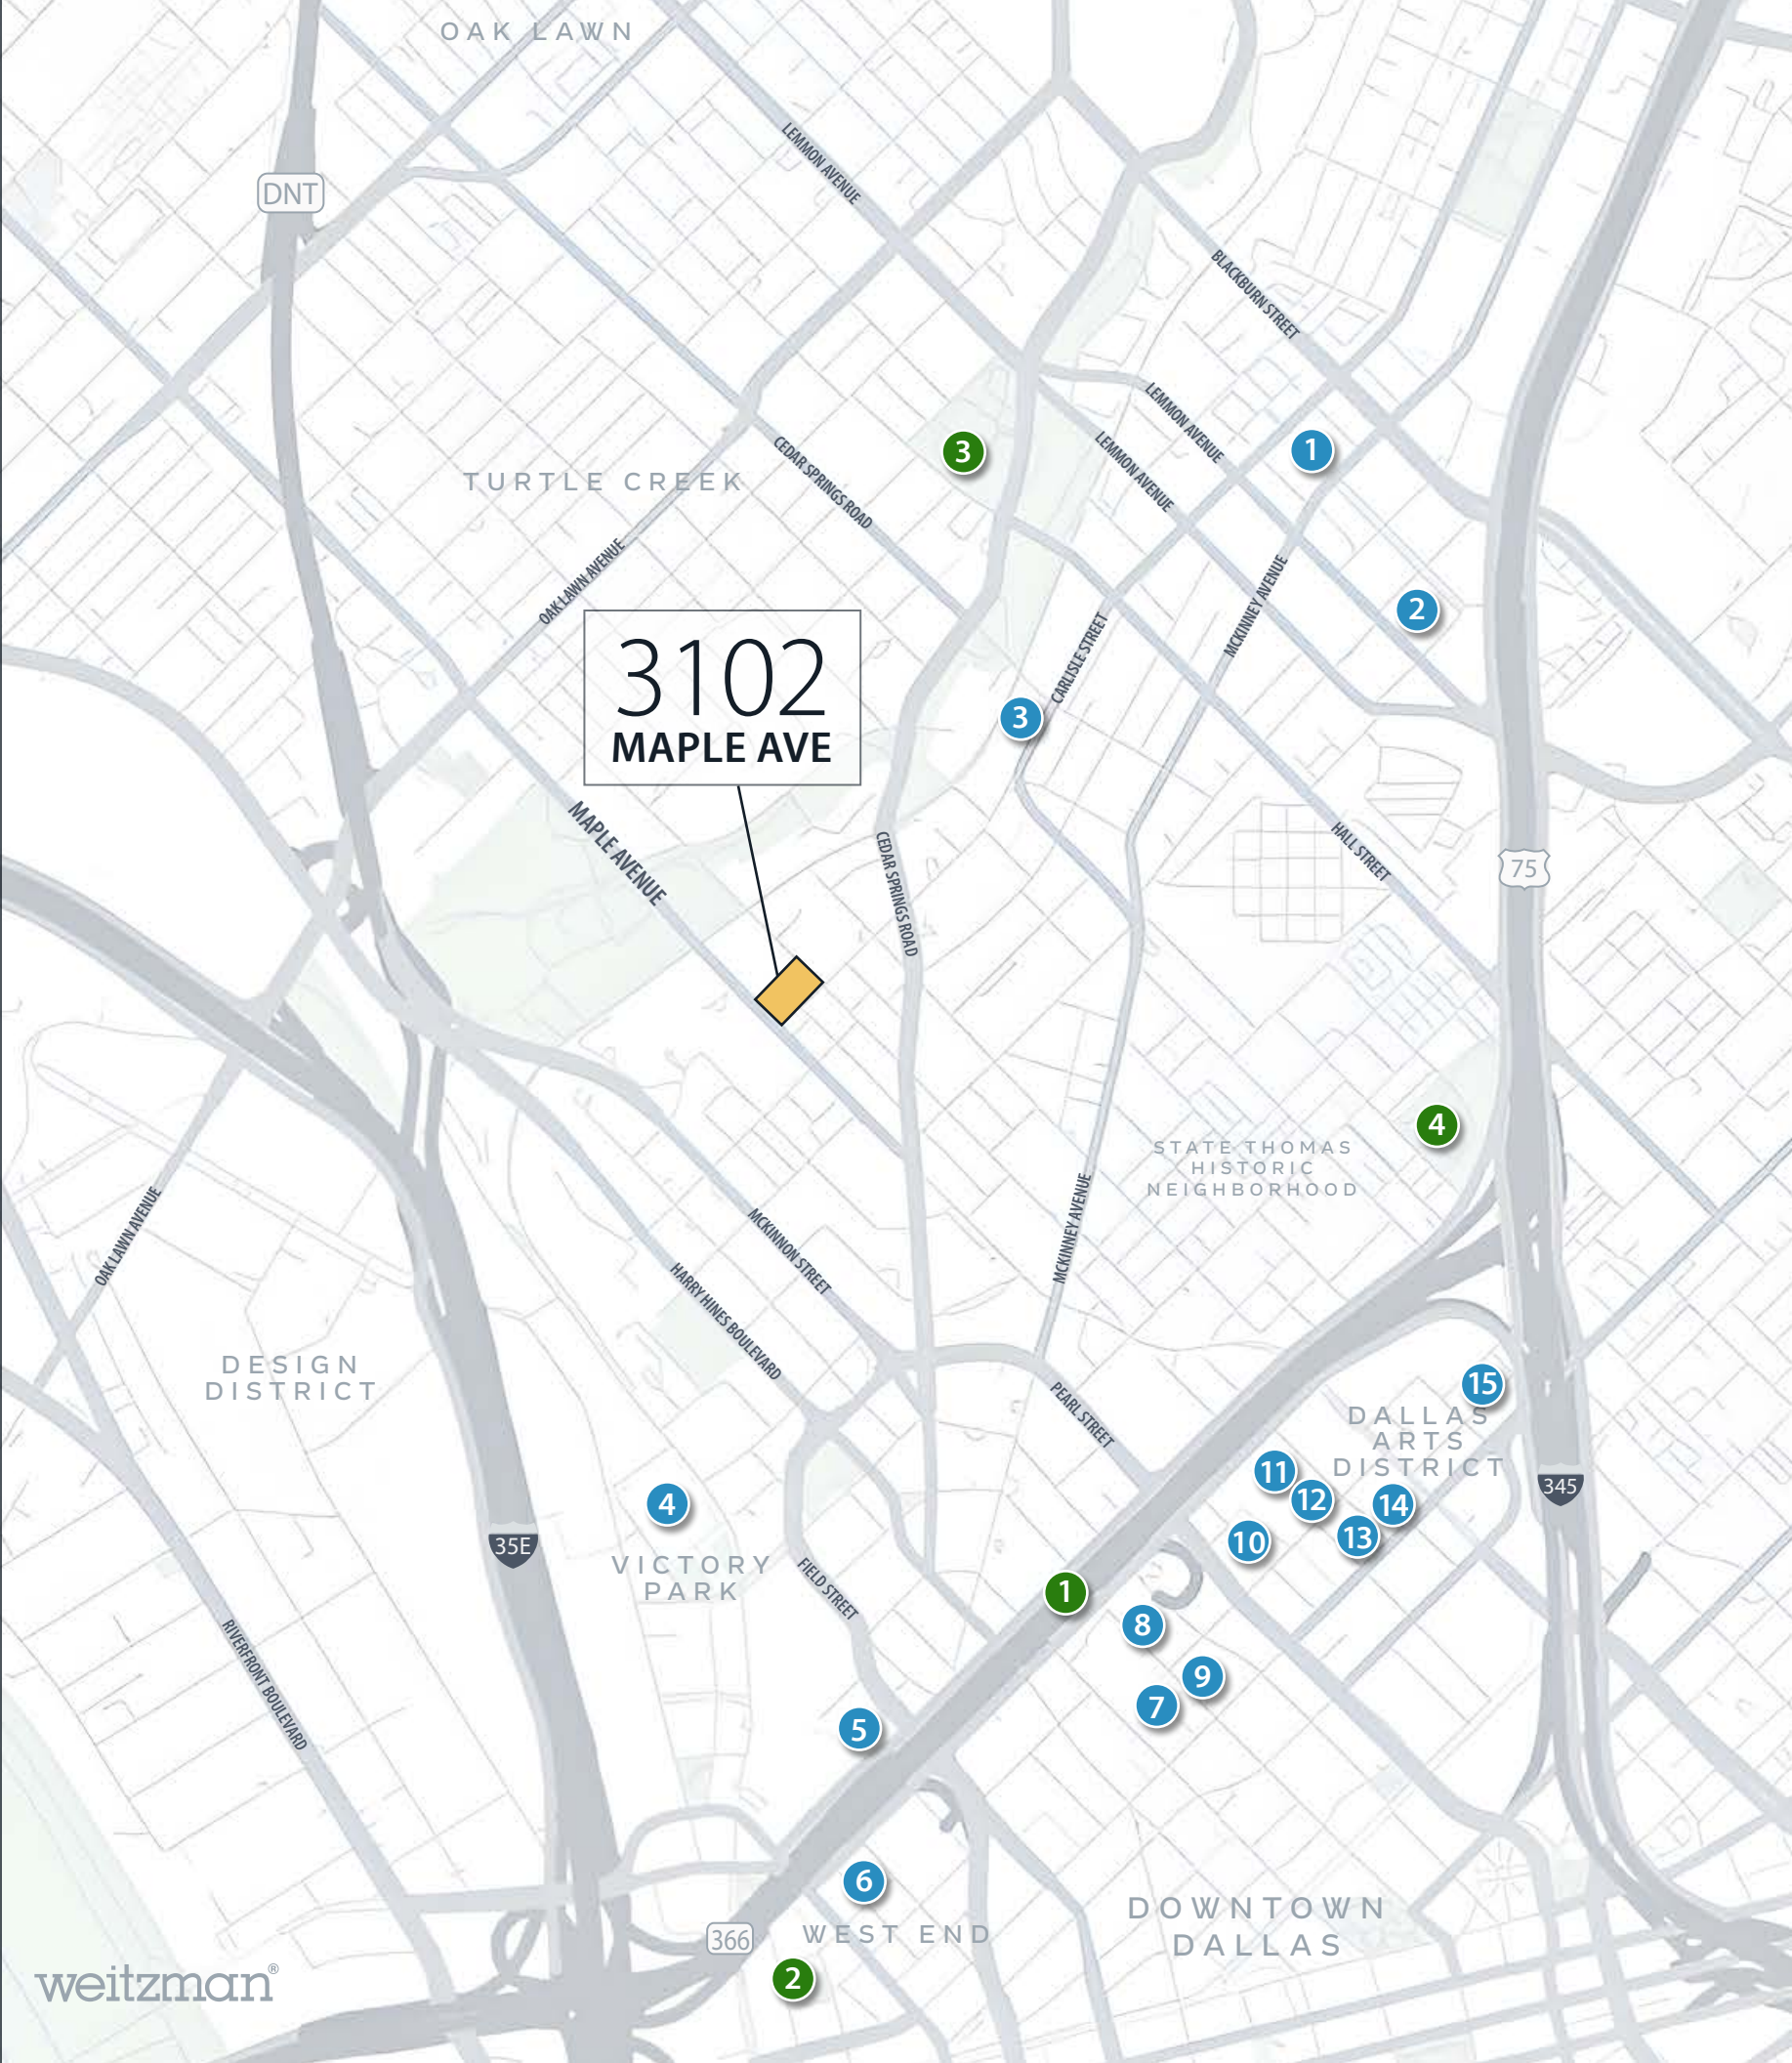 OAK LAWN
LEMMON AVENUE
DNT
BLACKBURN STREET
LEMMON AVENUE
LEMMON AVENUE
1
3
TURTLE CREEK
CEDAR SPRINGS ROAD
OAK LAWN AVENUE
2
MCKINNEY AVENUE
3102
MAPLE AVE
CARLISLE STREET
3
MAPLE AVENUE
CEDAR SPRINGS ROAD
HALL STREET
75
4
STATE THOMAS
HISTORIC
NEIGHBORHOOD
OAK LAWN AVENUE
MCKINNEY AVENUE
MCKINNON STREET
HARRY HINES BOULEVARD
DESIGN
DISTRICT
PEARL STREET
15
DALLAS
ARTS
DISTRICT
11
12
14
345
4
13
10
35E
VICTORY
PARK
FIELD STREET
1
8
RIVERFRONT BOULEVARD
9
7
5
6
DOWNTOWN
DALLAS
366
WEST END
2
weitzman®